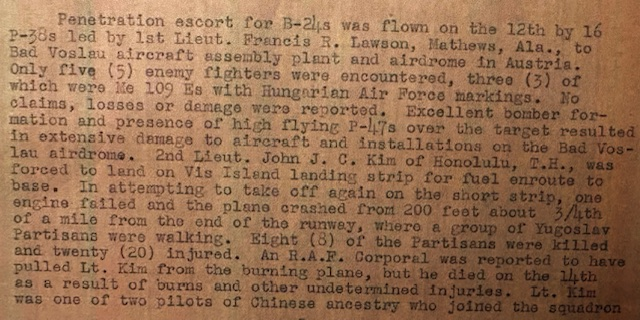 Penetration escort for B-24s was flown on the 12th by 16
P-38s led by 1st Lieut. Francis R. Lawson, Mathews, Ala., to
Bad Voslau aircraft assembly plant and airdrome in Austria.
Only five (5) enemy fighters were encountered, three (3) of
which were Me 109 Es with Hungarian Air Force markings. No
claims, losses or damage were reported. Excellent bomber for-
mation and presence of high flying P-47s over the target resulted
in extensive damage to aircraft and installations on the Bad Vos-
lau airdrome. 2nd Lieut. John J. C. Kim of Honolulu, T.H., was
forced to land on Vis Island landing strip for fuel enroute to
base. In attempting to take off again on the short strip, one
engine failed and the plane crashed from 200 feet about 3/4th
of a mile from the end of the runway, where a group of Yugoslav
Partisans were walking. Eight (8) of the Partisans were killed
and twenty (20) injured. An R.A.F. Corporal was reported to have
pulled Lt. Kim from the burning plane, but he died on the 14th
as a result of burns and other undetermined injuries. Lt. Kim
was one of two pilots of Chinese ancestry who joined the squadron